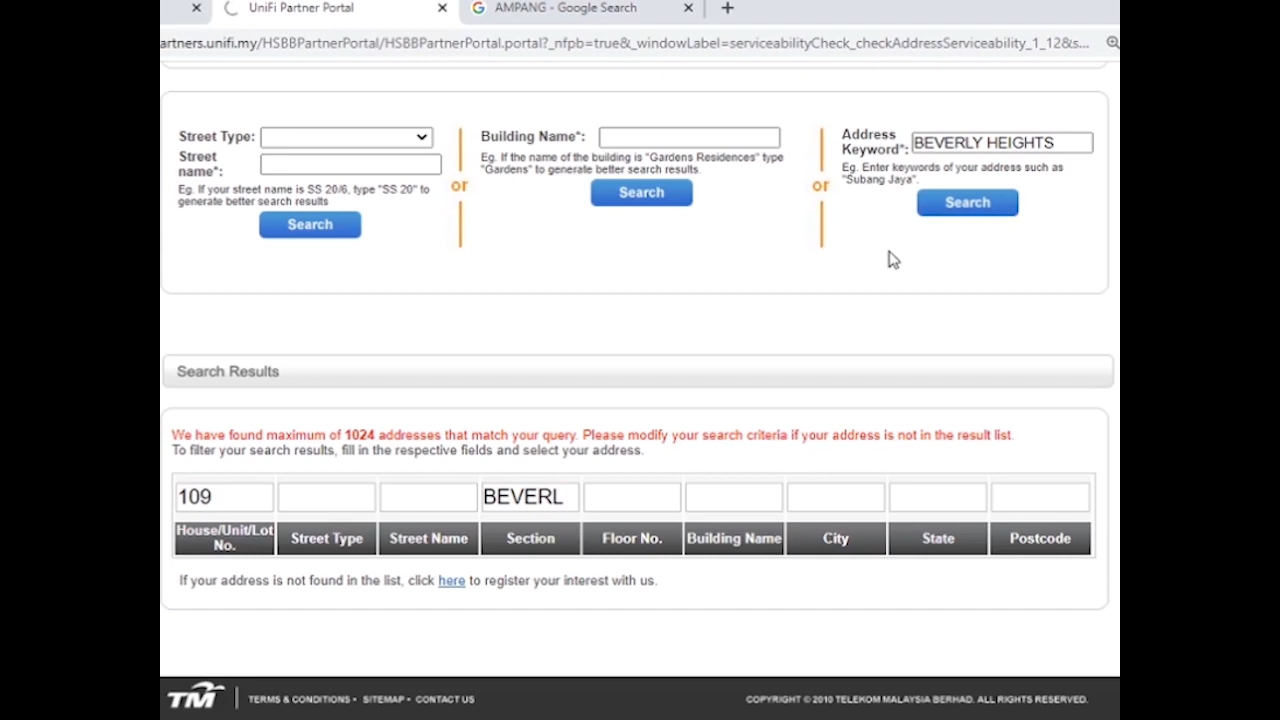 UniFi Partner Portal
AMPANG - Google Search
artners.unifi.my/HSBBPartnerPortal/HSBBPartnerPortal.portal?_nfpb=true&_windowLabel=serviceabilityCheck_checkAddressServiceability_1_12&s...
Street Type:
Street name*:
Eg. If your street name is SS 20/6, type "SS 20" to
generate better search results
Search
or
Building Name*:
Eg. If the name of the building is "Gardens Residences" type
"Gardens" to generate better search results.
Search
or
Address
Keyword*: BEVERLY HEIGHTS
Eg. Enter keywords of your address such as
"Subang Jaya".
Search
Search Results
We have found maximum of 1024 addresses that match your query. Please modify your search criteria if your address is not in the result list.
To filter your search results, fill in the respective fields and select your address.
109 BEVERL
House/Unit/Lot No. Street Type Street Name Section Floor No. Building Name City State Postcode
If your address is not found in the list, click here to register your interest with us.
TM TERMS & CONDITIONS • SITEMAP • CONTACT US COPYRIGHT © 2010 TELEKOM MALAYSIA BERHAD. ALL RIGHTS RESERVED.